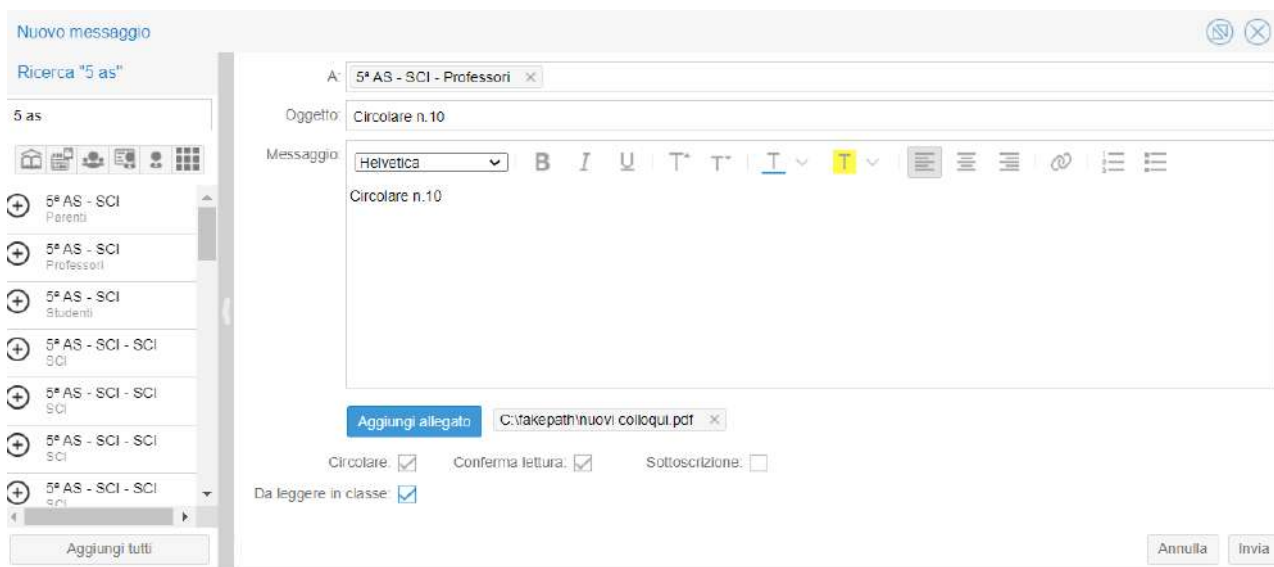 Nuovo messaggio
Ricerca "5 as"
5 as
5ª AS - SCI
Parenti
5ª AS - SCI
Professori
5ª AS - SCI
Studenti
5ª AS - SCI - SCI
SCI
5ª AS - SCI - SCI
SCI
5ª AS - SCI - SCI
SCI
5ª AS - SCI - SCI
SCI
Aggiungi tutti
A: 5ª AS - SCI - Professori
Oggetto: Circolare n.10
Messaggio: Helvetica B I U T T T T
Circolare n.10
Aggiungi allegato C:\fakepath\nuovi colloqui.pdf
Circolare: Conferma lettura: Sottoscrizione:
Da leggere in classe:
Annulla Invia